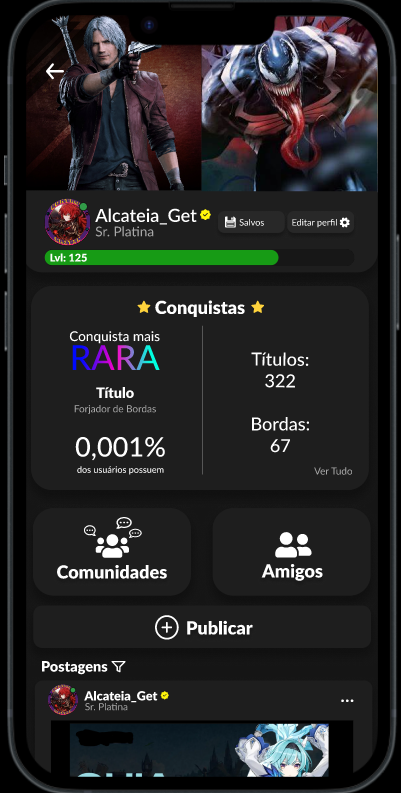 Alcateia_Get
Sr. Platina
Salvos
Editar perfil
Lvl: 125
Conquistas
Conquista mais
RARA
Título
Forjador de Bordas
0,001%
dos usuários possuem
Títulos:
322
Bordas:
67
Ver Tudo
Comunidades
Amigos
Publicar
Postagens
Alcateia_Get
Sr. Platina
GUIA